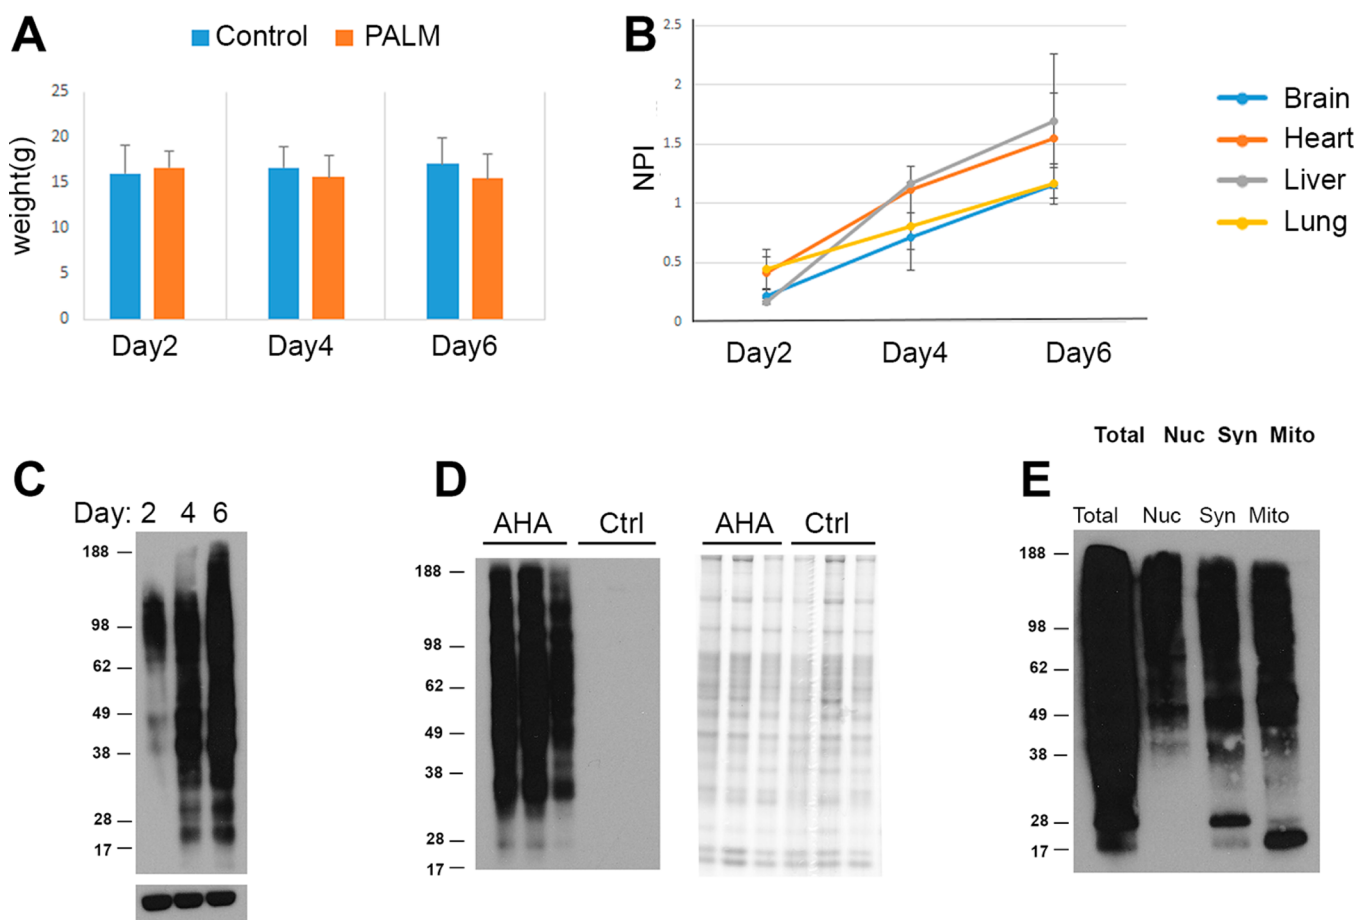 A
Control PALM
weight(g)
25
20
15
10
5
0
Day2 Day4 Day6
B
NPI
2.5
2
1.5
1
0.5
0
Day2 Day4 Day6
Brain
Heart
Liver
Lung
Total Nuc Syn Mito
C
Day: 2 4 6
188
98
62
49
38
28
17
D
AHA Ctrl
188
98
62
49
38
28
17
AHA Ctrl
E
Total Nuc Syn Mito
188
98
62
49
38
28
17